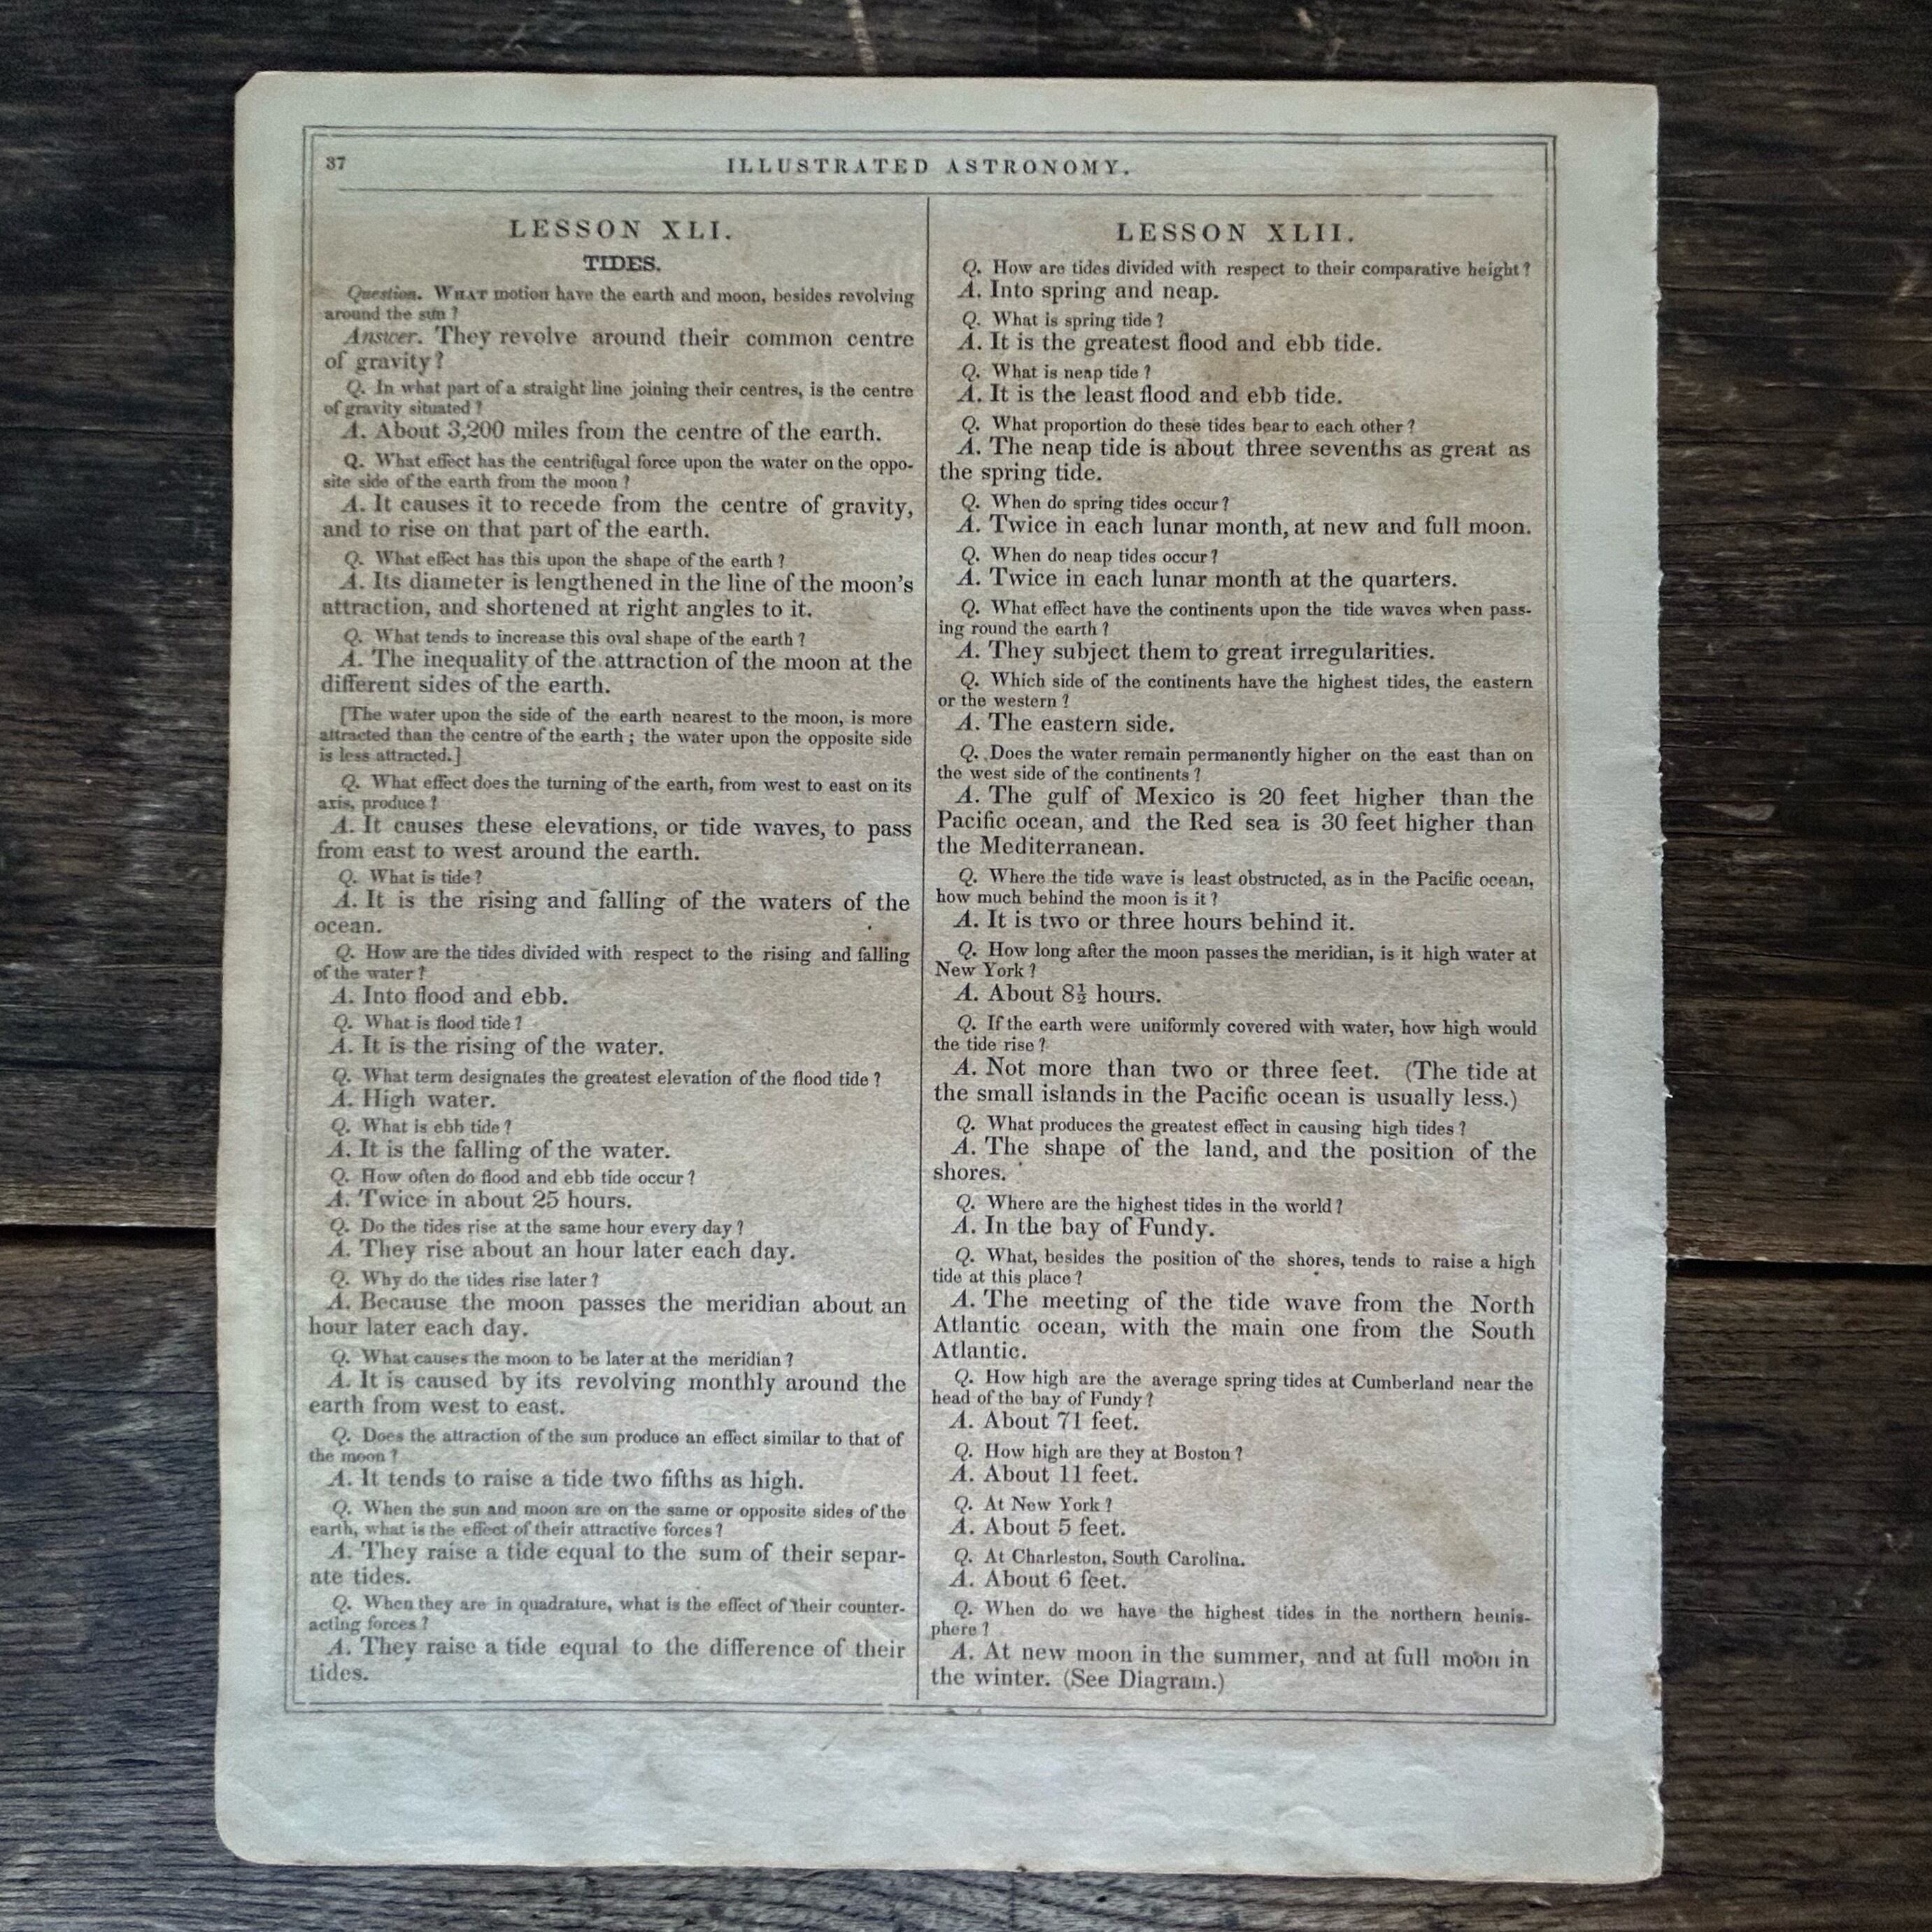 37
ILLUSTRATED ASTRONOMY.
LESSON XLI.
TIDES.
Question. WHAT motion have the earth and moon, besides revolving
around the sun?
Answer. They revolve around their common centre
of gravity?
Q. In what part of a straight line joining their centres, is the centre
of gravity situated?
A. About 3,200 miles from the centre of the earth.
Q. What effect has the centrifugal force upon the water on the oppo-
site side of the earth from the moon?
A. It causes it to recede from the centre of gravity,
and to rise on that part of the earth.
Q. What effect has this upon the shape of the earth?
A. Its diameter is lengthened in the line of the moon's
attraction, and shortened at right angles to it.
Q. What tends to increase this oval shape of the earth?
A. The inequality of the attraction of the moon at the
different sides of the earth.
[The water upon the side of the earth nearest to the moon, is more
attracted than the centre of the earth; the water upon the opposite side
is less attracted.]
Q. What effect does the turning of the earth, from west to east on its
axis, produce?
A. It causes these elevations, or tide waves, to pass
from east to west around the earth.
Q. What is tide?
A. It is the rising and falling of the waters of the
ocean.
Q. How are the tides divided with respect to the rising and falling
of the water?
A. Into flood and ebb.
Q. What is flood tide?
A. It is the rising of the water.
Q. What term designates the greatest elevation of the flood tide?
A. High water.
Q. What is ebb tide?
A. It is the falling of the water.
Q. How often do flood and ebb tide occur?
A. Twice in about 25 hours.
Q. Do the tides rise at the same hour every day?
A. They rise about an hour later each day.
Q. Why do the tides rise later?
A. Because the moon passes the meridian about an
hour later each day.
Q. What causes the moon to be later at the meridian?
A. It is caused by its revolving monthly around the
earth from west to east.
Q. Does the attraction of the sun produce an effect similar to that of
the moon?
A. It tends to raise a tide two fifths as high.
Q. When the sun and moon are on the same or opposite sides of the
earth, what is the effect of their attractive forces?
A. They raise a tide equal to the sum of their separ-
ate tides.
Q. When they are in quadrature, what is the effect of their counter-
acting forces?
A. They raise a tide equal to the difference of their
tides.
LESSON XLII.
Q. How are tides divided with respect to their comparative height?
A. Into spring and neap.
Q. What is spring tide?
A. It is the greatest flood and ebb tide.
Q. What is neap tide?
A. It is the least flood and ebb tide.
Q. What proportion do these tides bear to each other?
A. The neap tide is about three sevenths as great as
the spring tide.
Q. When do spring tides occur?
A. Twice in each lunar month, at new and full moon.
Q. When do neap tides occur?
A. Twice in each lunar month at the quarters.
Q. What effect have the continents upon the tide waves when pass-
ing round the earth?
A. They subject them to great irregularities.
Q. Which side of the continents have the highest tides, the eastern
or the western?
A. The eastern side.
Q. Does the water remain permanently higher on the east than on
the west side of the continents?
A. The gulf of Mexico is 20 feet higher than the
Pacific ocean, and the Red sea is 30 feet higher than
the Mediterranean.
Q. Where the tide wave is least obstructed, as in the Pacific ocean,
how much behind the moon is it?
A. It is two or three hours behind it.
Q. How long after the moon passes the meridian, is it high water at
New York?
A. About 8½ hours.
Q. If the earth were uniformly covered with water, how high would
the tide rise?
A. Not more than two or three feet. (The tide at
the small islands in the Pacific ocean is usually less.)
Q. What produces the greatest effect in causing high tides?
A. The shape of the land, and the position of the
shores.
Q. Where are the highest tides in the world?
A. In the bay of Fundy.
Q. What, besides the position of the shores, tends to raise a high
tide at this place?
A. The meeting of the tide wave from the North
Atlantic ocean, with the main one from the South
Atlantic.
Q. How high are the average spring tides at Cumberland near the
head of the bay of Fundy?
A. About 71 feet.
Q. How high are they at Boston?
A. About 11 feet.
Q. At New York?
A. About 5 feet.
Q. At Charleston, South Carolina.
A. About 6 feet.
Q. When do we have the highest tides in the northern hemis-
phere?
A. At new moon in the summer, and at full moon in
the winter. (See Diagram.)